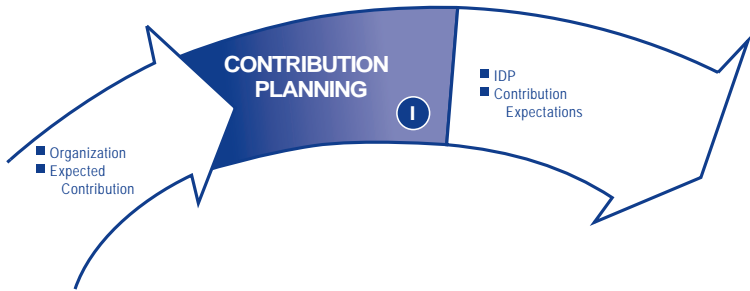 CONTRIBUTION
PLANNING
I
■ IDP
■ Contribution
Expectations
■ Organization
■ Expected
Contribution